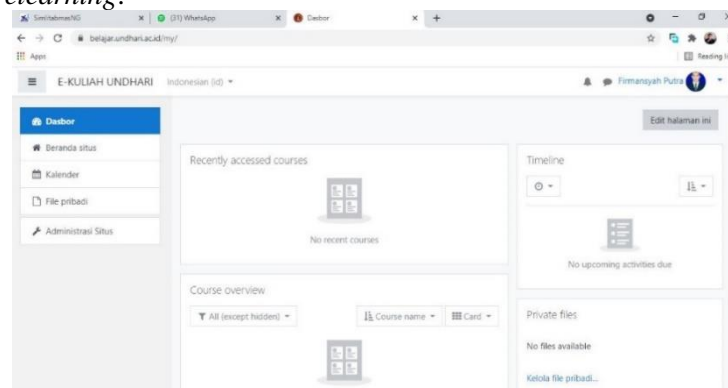 elearning.
SimlitabmasNG
(31) WhatsApp
Dasbor
belajar.undhari.ac.id/my/
Apps
Reading li
E-KULIAH UNDHARI
Indonesian (id)
Firmansyah Putra
Dasbor
Edit halaman ini
Beranda situs
Kalender
File pribadi
Administrasi Situs
Recently accessed courses
No recent courses
Timeline
No upcoming activities due
Course overview
All (except hidden)
Course name
Card
Private files
No files available
Kelola file pribadi...